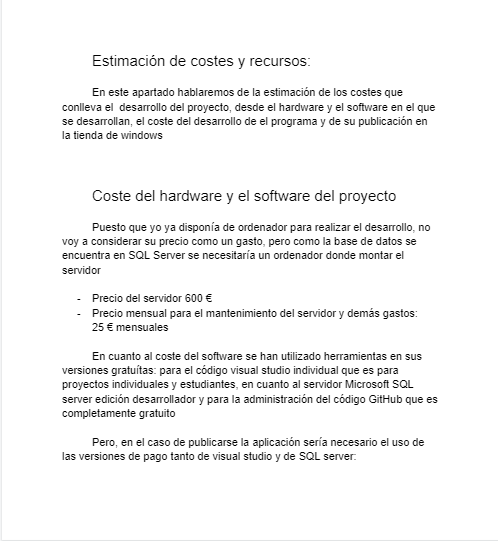 Estimación de costes y recursos:
En este apartado hablaremos de la estimación de los costes que
conlleva el  desarrollo del proyecto, desde el hardware y el software en el que
se desarrollan, el coste del desarrollo de el programa y de su publicación en
la tienda de windows
Coste del hardware y el software del proyecto
Puesto que yo ya disponía de ordenador para realizar el desarrollo, no
voy a considerar su precio como un gasto, pero como la base de datos se
encuentra en SQL Server se necesitaría un ordenador donde montar el
servidor
- Precio del servidor 600 €
- Precio mensual para el mantenimiento del servidor y demás gastos:
25 € mensuales
En cuanto al coste del software se han utilizado herramientas en sus
versiones gratuítas: para el código visual studio individual que es para
proyectos individuales y estudiantes, en cuanto al servidor Microsoft SQL
server edición desarrollador y para la administración del código GitHub que es
completamente gratuito
Pero, en el caso de publicarse la aplicación sería necesario el uso de
las versiones de pago tanto de visual studio y de SQL server: